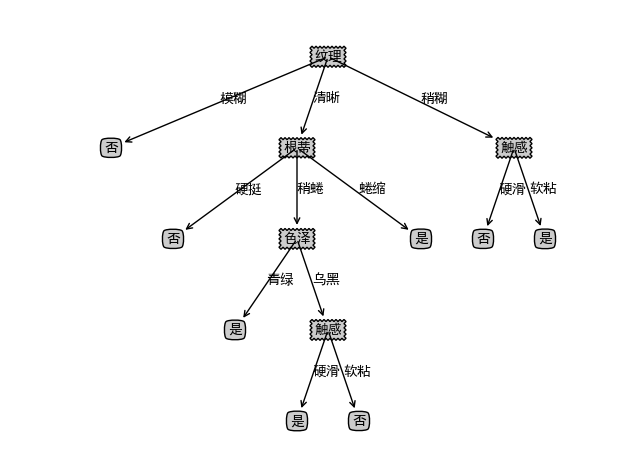 纹理
模糊 清晰 稍糊
否 根蒂 触感
硬挺 稍蜷 蜷缩 硬滑 软粘
否 色泽 是 否 是
青绿 乌黑
是 触感
硬滑 软粘
是 否